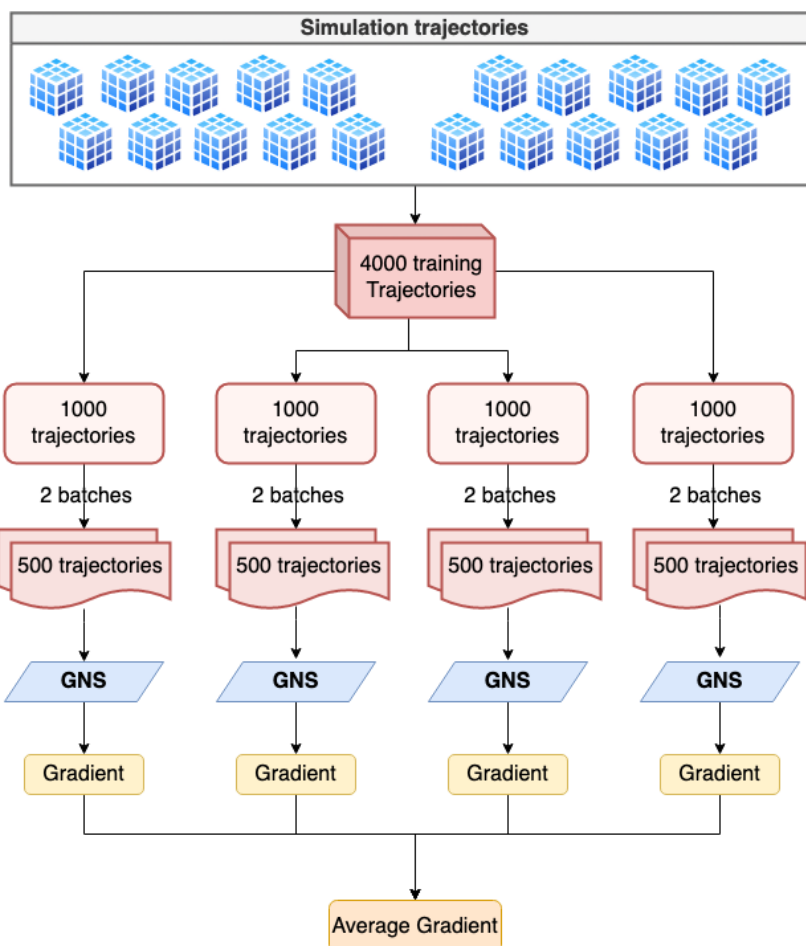 Simulation trajectories
4000 training
Trajectories
1000
trajectories
1000
trajectories
1000
trajectories
1000
trajectories
2 batches
2 batches
2 batches
2 batches
500 trajectories
500 trajectories
500 trajectories
500 trajectories
GNS
GNS
GNS
GNS
Gradient
Gradient
Gradient
Gradient
Average Gradient